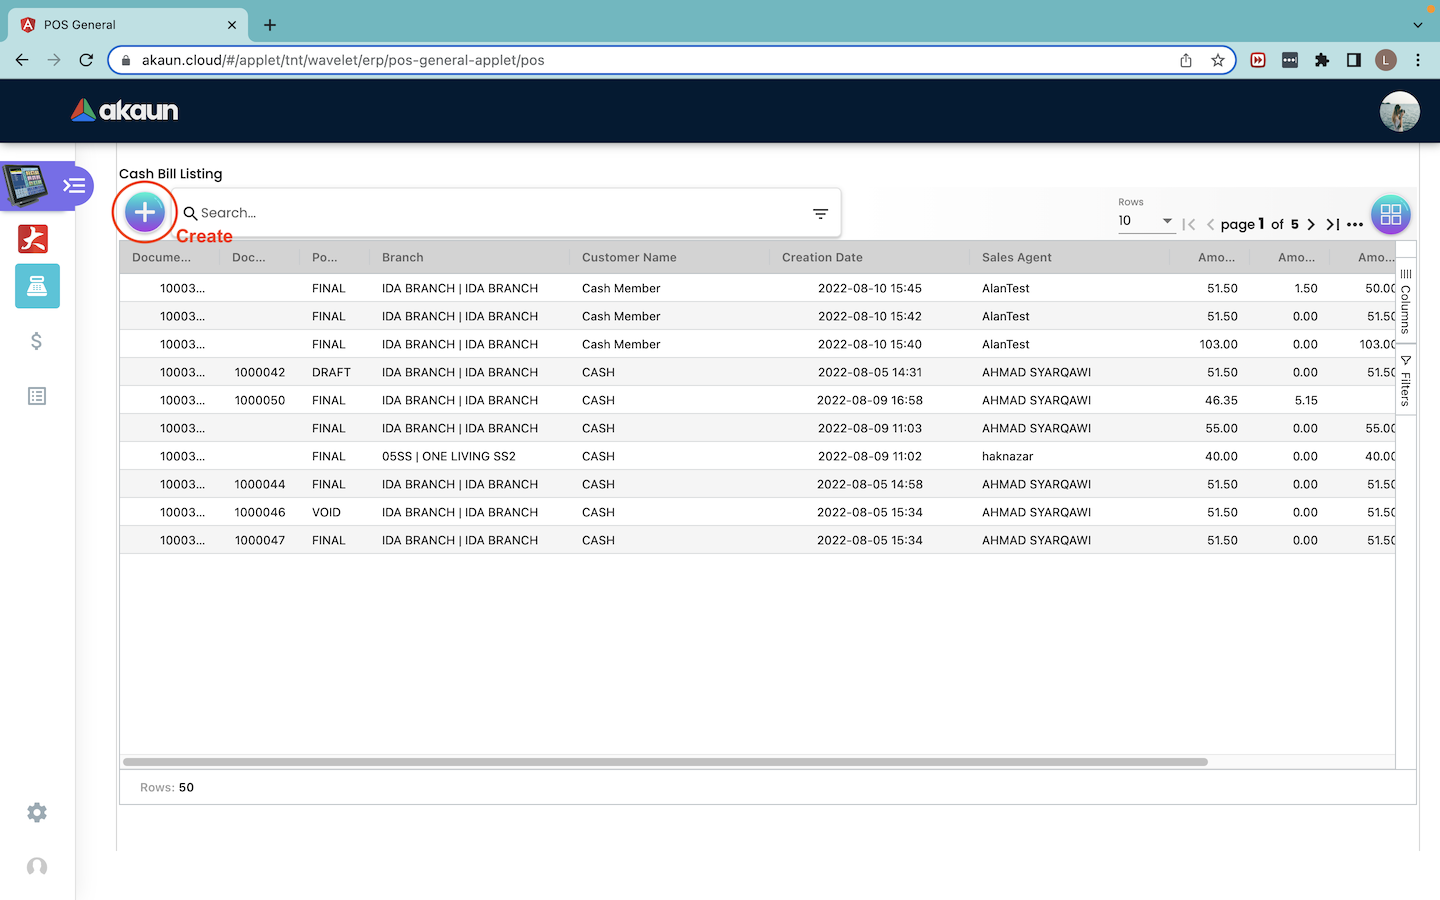 POS General
akaun.cloud/#/applet/tnt/wavelet/erp/pos-general-applet/pos
L
akaun
Cash Bill Listing
Search...
Create
Rows
10
page 1 of 5
Docume... Doc... Po... Branch Customer Name Creation Date Sales Agent Amo... Amo... Amo...
10003... FINAL IDA BRANCH | IDA BRANCH Cash Member 2022-08-10 15:45 AlanTest 51.50 1.50 50.00
10003... FINAL IDA BRANCH | IDA BRANCH Cash Member 2022-08-10 15:42 AlanTest 51.50 0.00 51.50
10003... FINAL IDA BRANCH | IDA BRANCH Cash Member 2022-08-10 15:40 AlanTest 103.00 0.00 103.00
10003... 1000042 DRAFT IDA BRANCH | IDA BRANCH CASH 2022-08-05 14:31 AHMAD SYARQAWI 51.50 0.00 51.50
10003... 1000050 FINAL IDA BRANCH | IDA BRANCH CASH 2022-08-09 16:58 AHMAD SYARQAWI 46.35 5.15
10003... FINAL IDA BRANCH | IDA BRANCH CASH 2022-08-09 11:03 AHMAD SYARQAWI 55.00 0.00 55.00
10003... FINAL 05SS | ONE LIVING SS2 CASH 2022-08-09 11:02 haknazar 40.00 0.00 40.00
10003... 1000044 FINAL IDA BRANCH | IDA BRANCH CASH 2022-08-05 14:58 AHMAD SYARQAWI 51.50 0.00 51.50
10003... 1000046 VOID IDA BRANCH | IDA BRANCH CASH 2022-08-05 15:34 AHMAD SYARQAWI 51.50 0.00 51.50
10003... 1000047 FINAL IDA BRANCH | IDA BRANCH CASH 2022-08-05 15:34 AHMAD SYARQAWI 51.50 0.00 51.50
Columns
Filters
Rows: 50